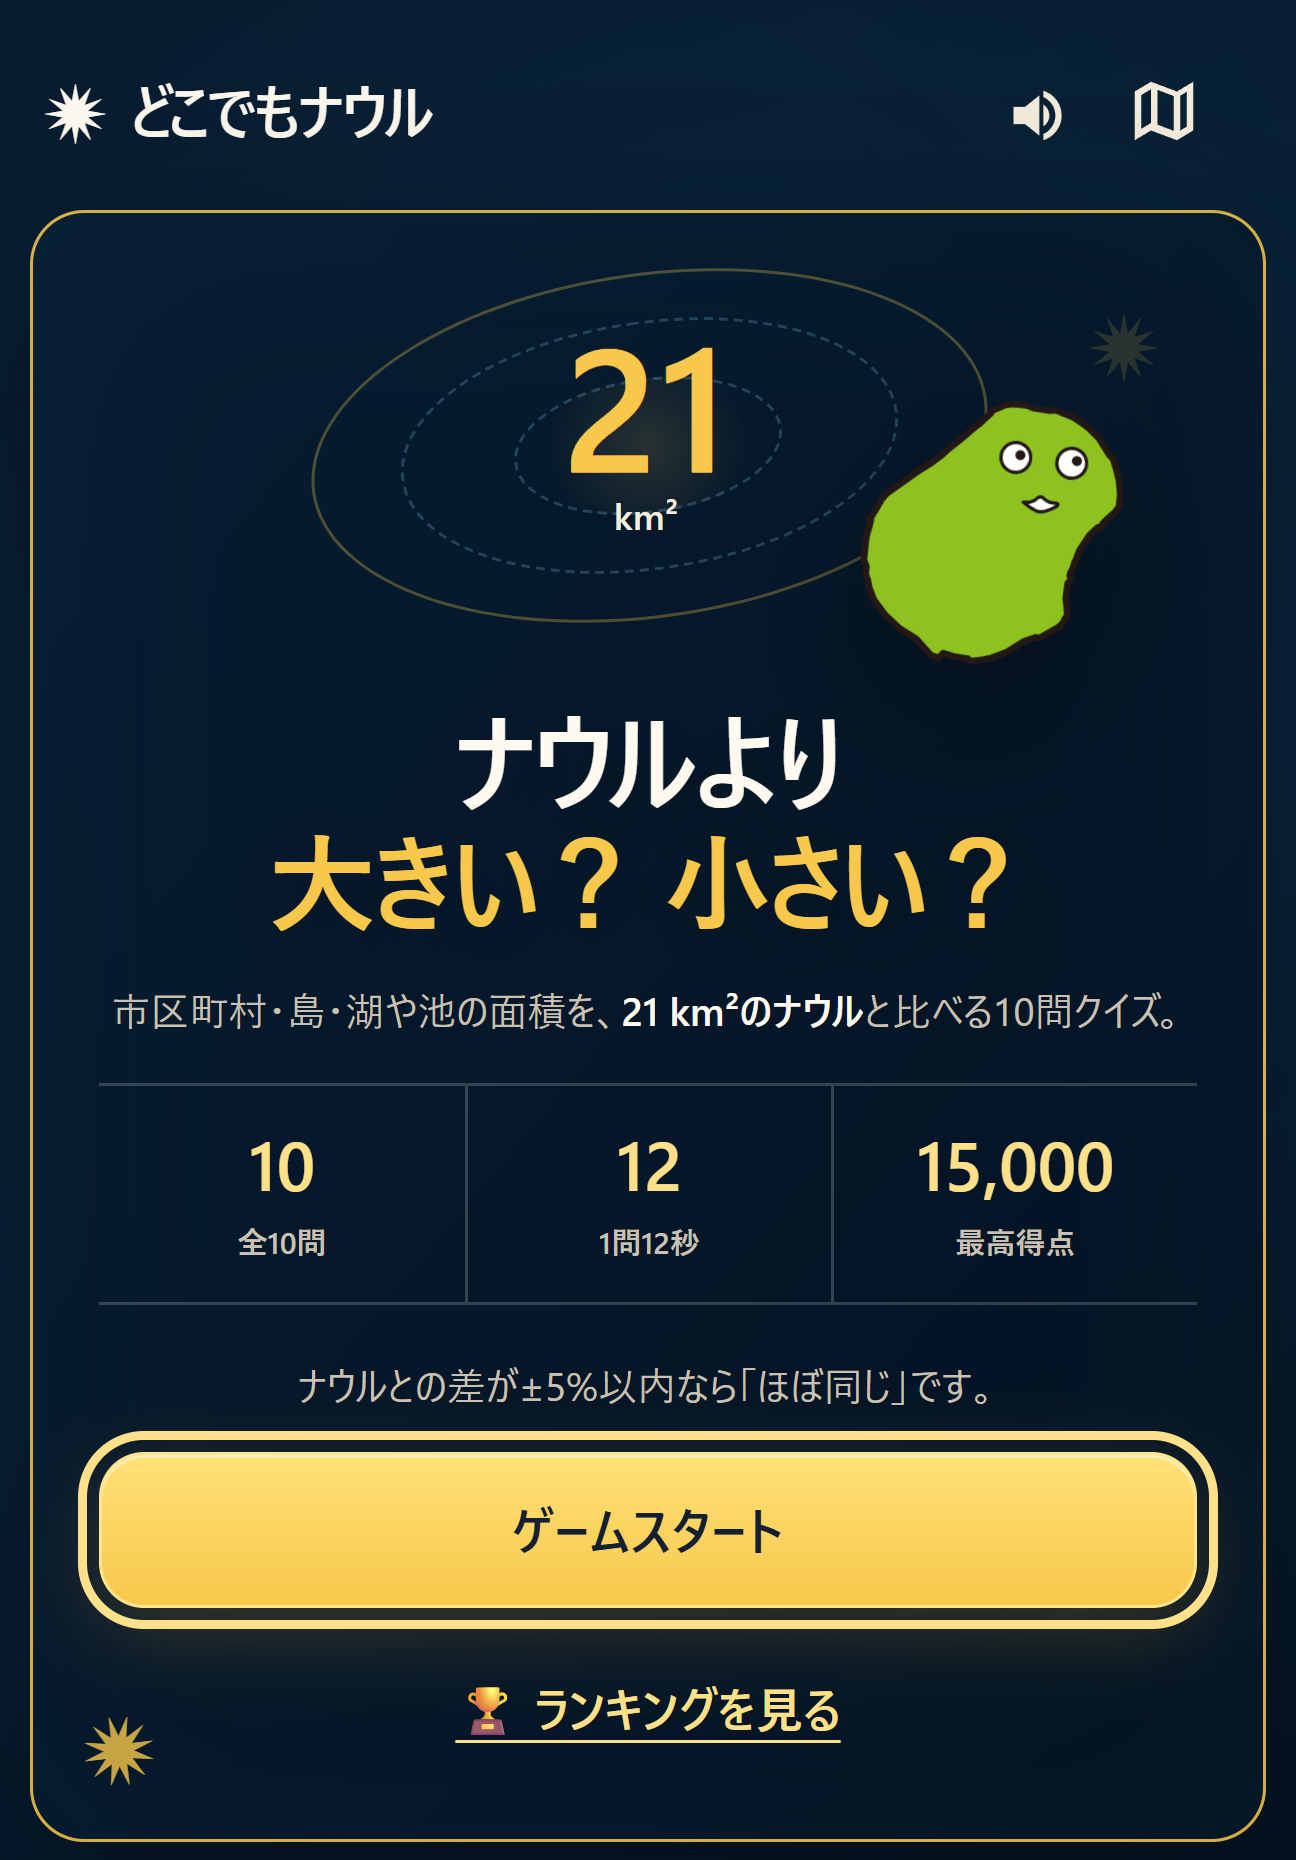 どこでもナウル
21
km²
ナウルより
大きい？ 小さい？
市区町村・島・湖や池の面積を、21 km²のナウルと比べる10問クイズ。
10
全10問
12
1問12秒
15,000
最高得点
ナウルとの差が±5%以内なら「ほぼ同じ」です。
ゲームスタート
ランキングを見る